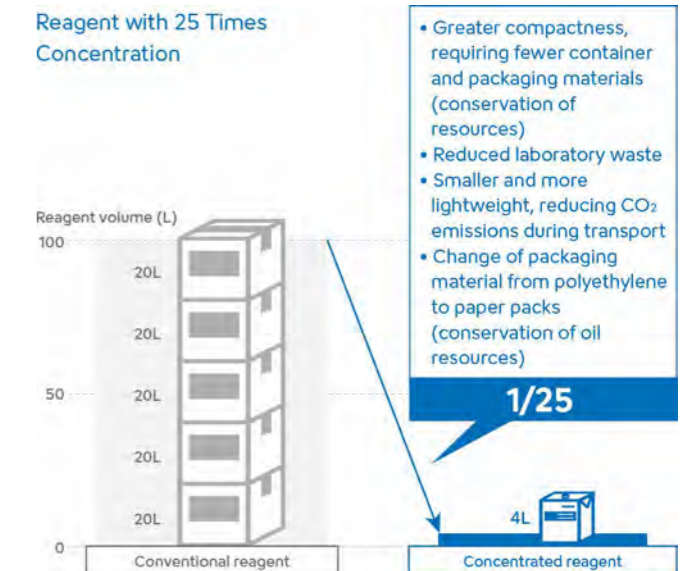 Reagent with 25 Times
Concentration
• Greater compactness,
requiring fewer container
and packaging materials
(conservation of
resources)
• Reduced laboratory waste
• Smaller and more
lightweight, reducing CO₂
emissions during transport
• Change of packaging
material from polyethylene
to paper packs
(conservation of oil
resources)
1/25
Reagent volume (L)
100
20L
20L
50
20L
20L
20L
0
4L
Conventional reagent
Concentrated reagent